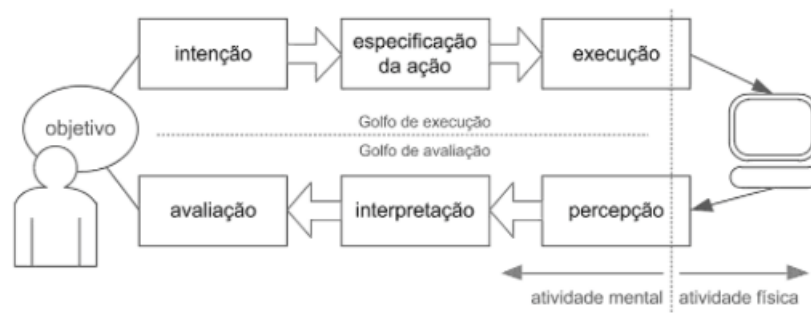 intenção
especificação
da ação
execução
objetivo
Golfo de execução
Golfo de avaliação
avaliação
interpretação
percepção
atividade mental
atividade física